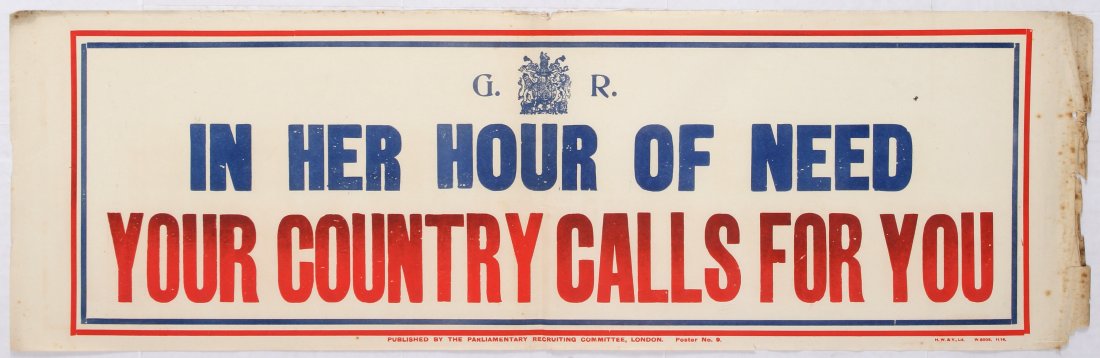 G. R.
IN HER HOUR OF NEED
YOUR COUNTRY CALLS FOR YOU
PUBLISHED BY THE PARLIAMENTARY RECRUITING COMMITTEE, LONDON. Poster No. 9.